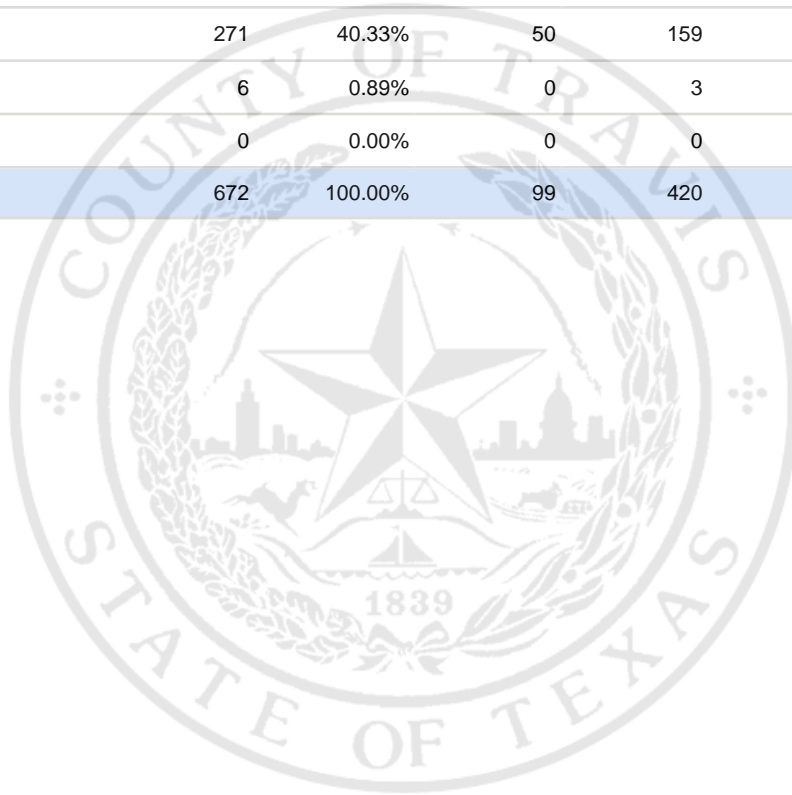 271 40.33% 50 159
6 0.89% 0 3
0 0.00% 0 0
672 100.00% 99 420
COUNTY OF TRAVIS
1839
STATE OF TEXAS